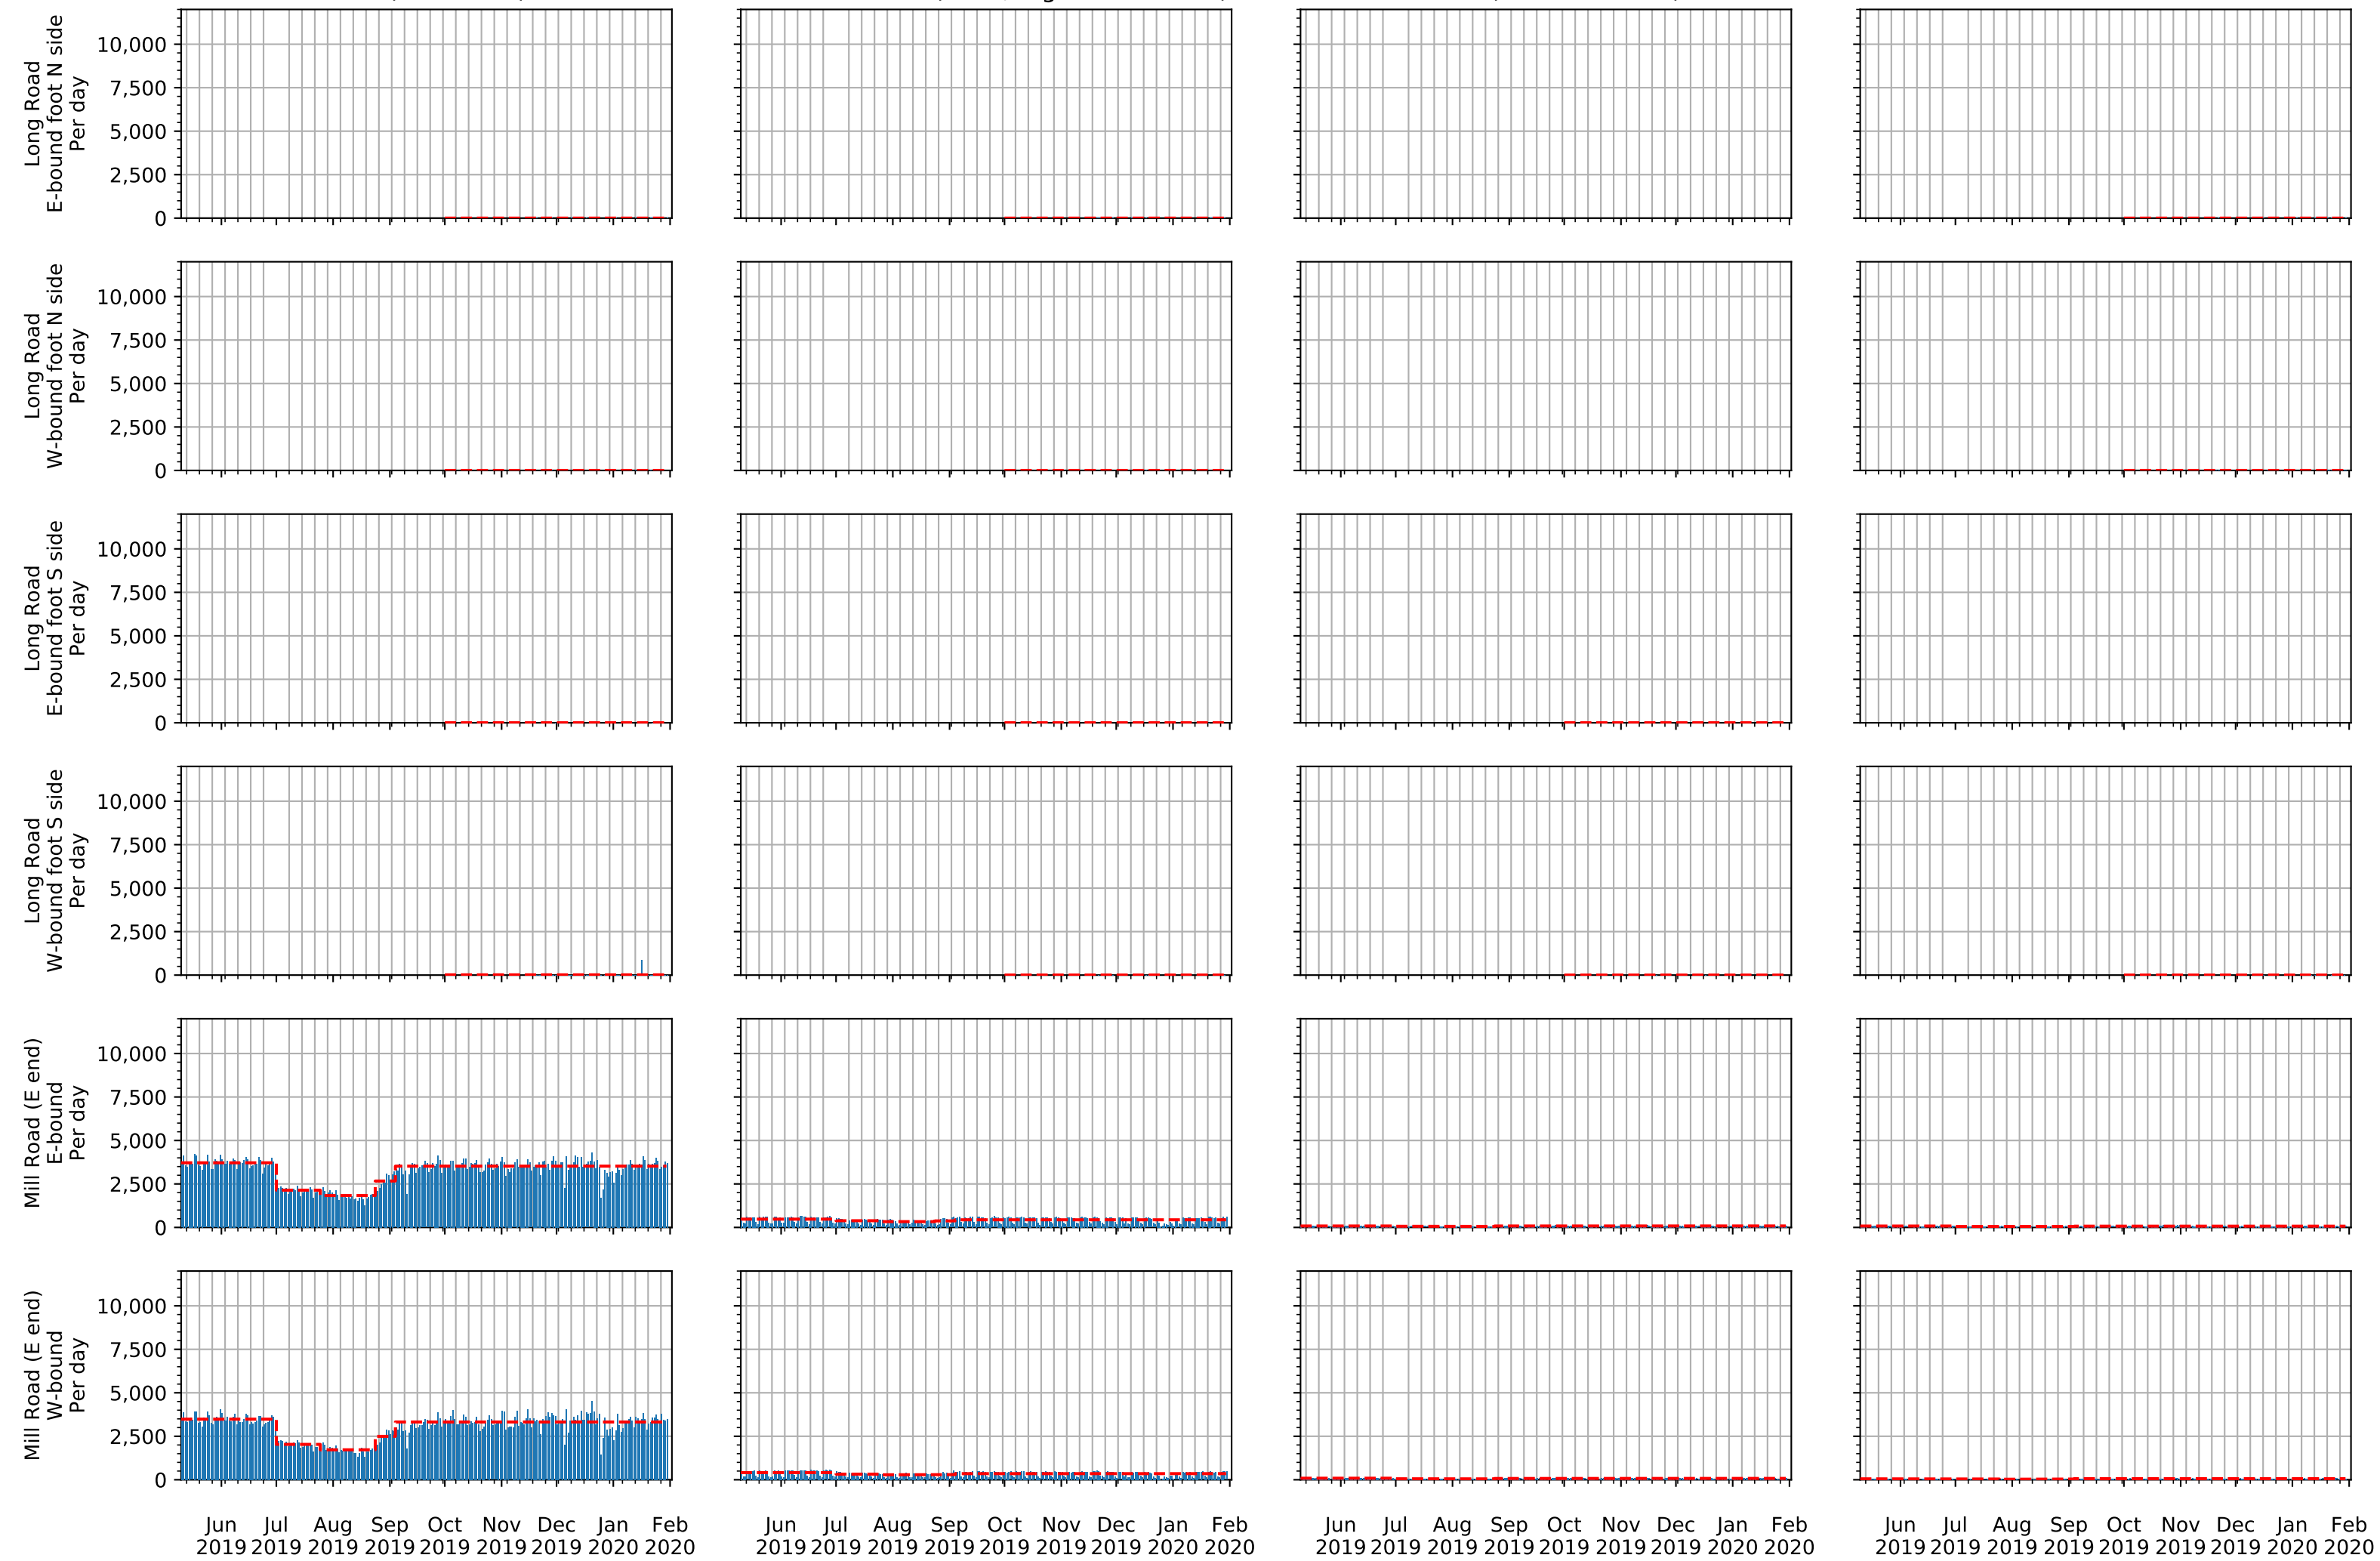 Long Road
E-bound foot N side
Per day
10,000
7,500
5,000
2,500
0
Long Road
W-bound foot N side
Per day
10,000
7,500
5,000
2,500
0
Long Road
E-bound foot S side
Per day
10,000
7,500
5,000
2,500
0
Long Road
W-bound foot S side
Per day
10,000
7,500
5,000
2,500
0
Mill Road (E end)
E-bound
Per day
10,000
7,500
5,000
2,500
0
Mill Road (E end)
W-bound
Per day
10,000
7,500
5,000
2,500
0
Jun Jul Aug Sep Oct Nov Dec Jan Feb Jun Jul Aug Sep Oct Nov Dec Jan Feb Jun Jul Aug Sep Oct Nov Dec Jan Feb Jun Jul Aug Sep Oct Nov Dec Jan Feb
2019 2019 2019 2019 2019 2019 2019 2020 2020 2019 2019 2019 2019 2019 2019 2019 2020 2020 2019 2019 2019 2019 2019 2019 2019 2020 2020 2019 2019 2019 2019 2019 2019 2019 2020 2020